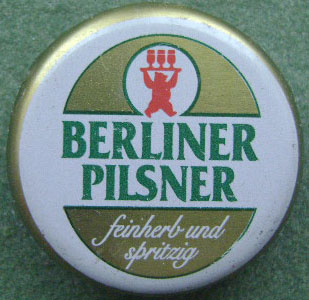 BERLINER
PILSNER
feinherb und
spritzig